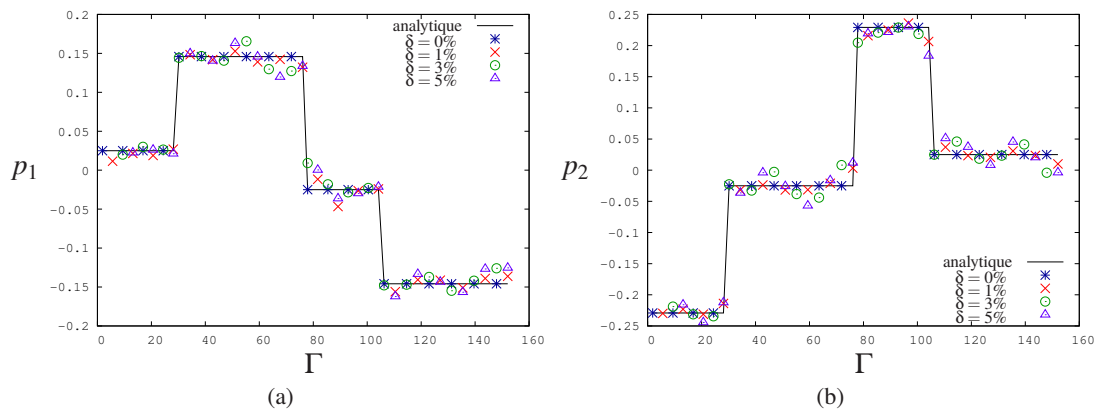 analytique
δ = 0%
δ = 1%
δ = 3%
δ = 5%
0.2
0.15
0.1
0.05
0
-0.05
-0.1
-0.15
-0.2
p1
0 20 40 60 80 100 120 140 160
Γ
(a)
0.25
0.2
0.15
0.1
0.05
0
-0.05
-0.1
-0.15
-0.2
-0.25
p2
analytique
δ = 0%
δ = 1%
δ = 3%
δ = 5%
0 20 40 60 80 100 120 140 160
Γ
(b)